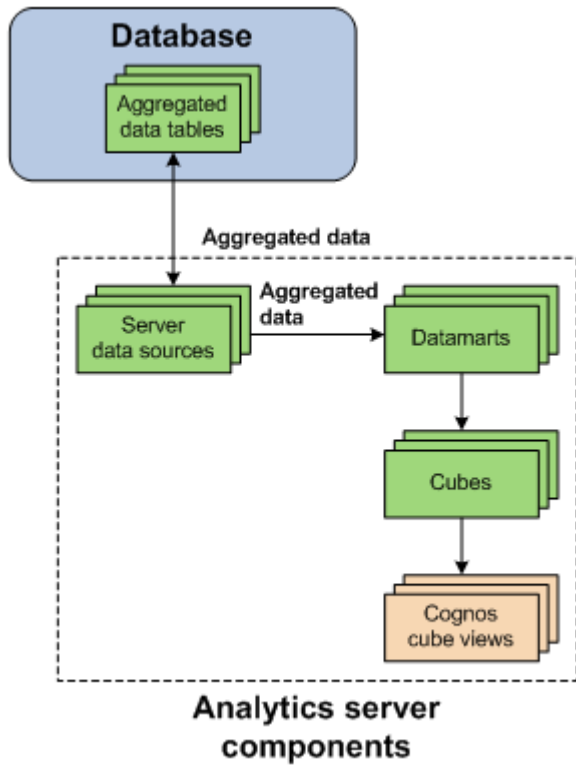 Database
Aggregated
data tables
Aggregated data
Server
data sources
Aggregated
data
Datamarts
Cubes
Cognos
cube views
Analytics server
components